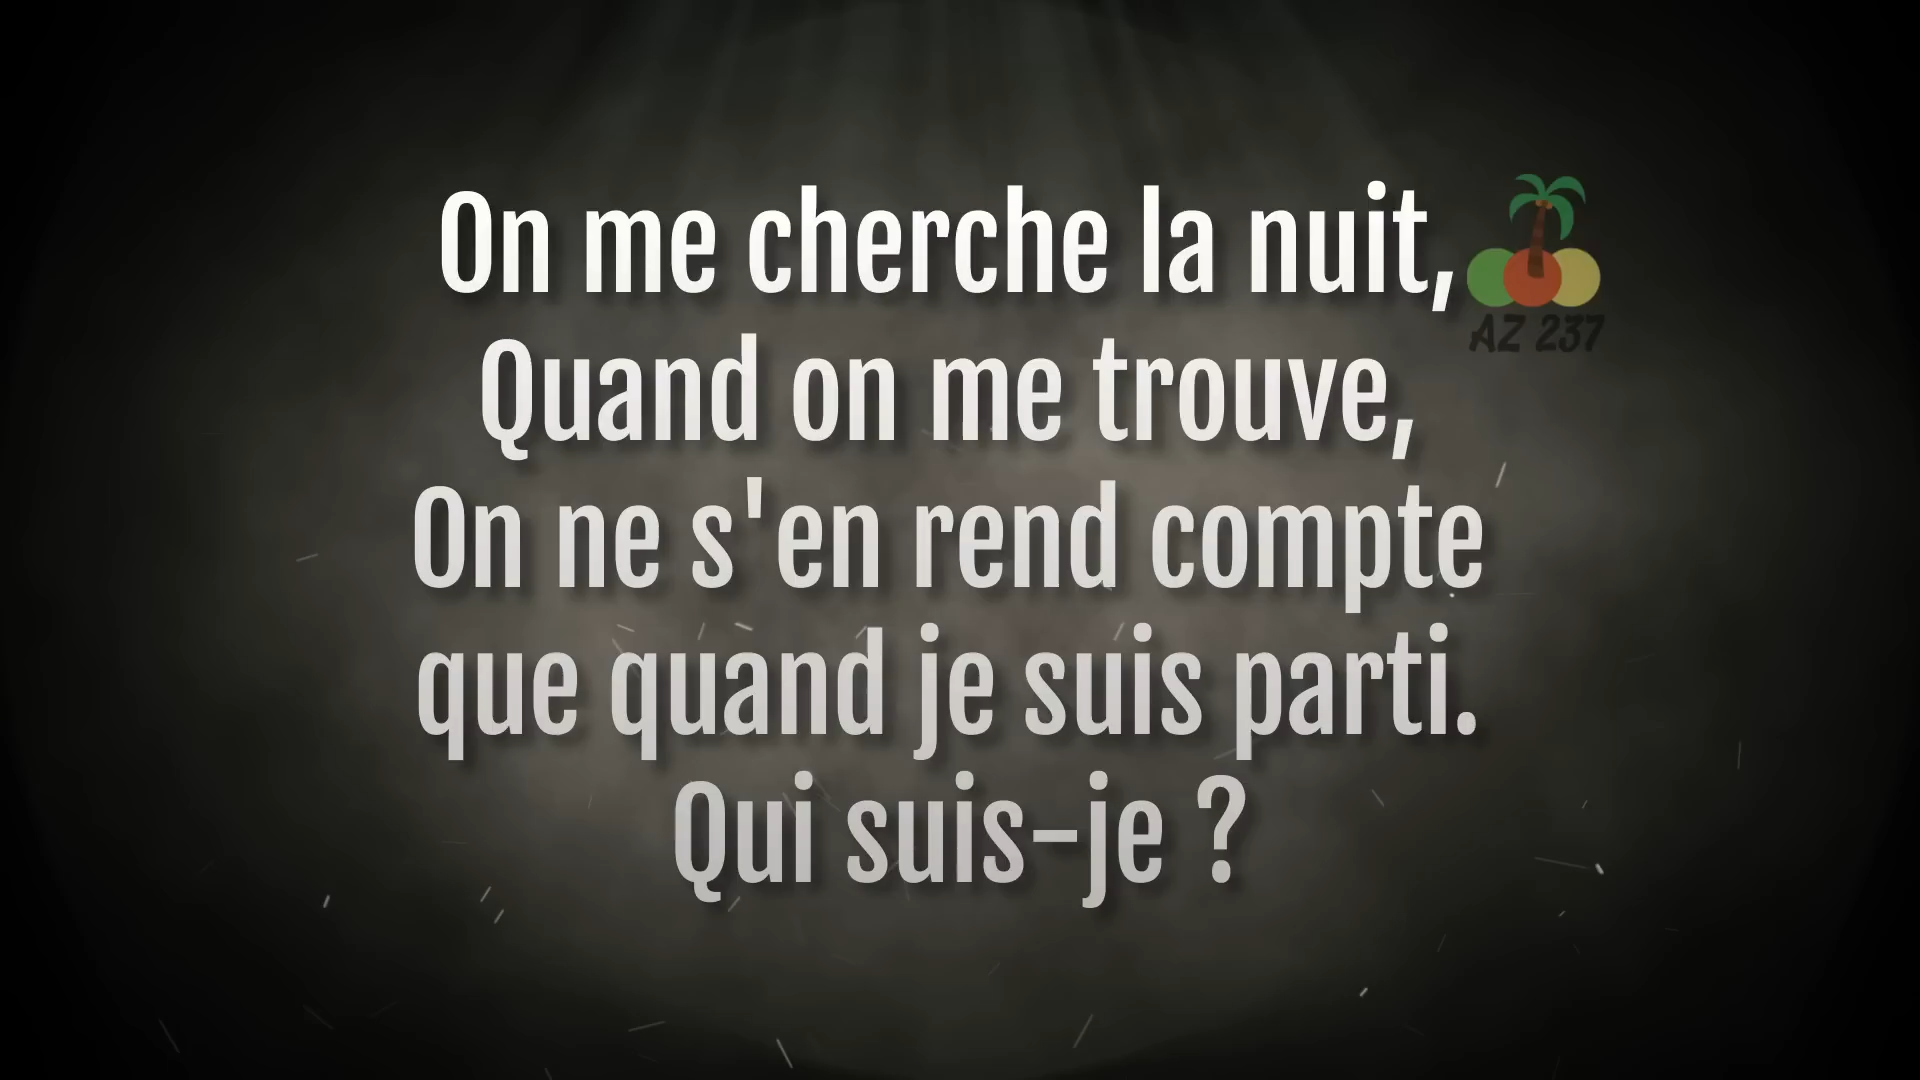 On me cherche la nuit,
AZ 237
Quand on me trouve,
On ne s'en rend compte
que quand je suis parti.
Qui suis-je ?